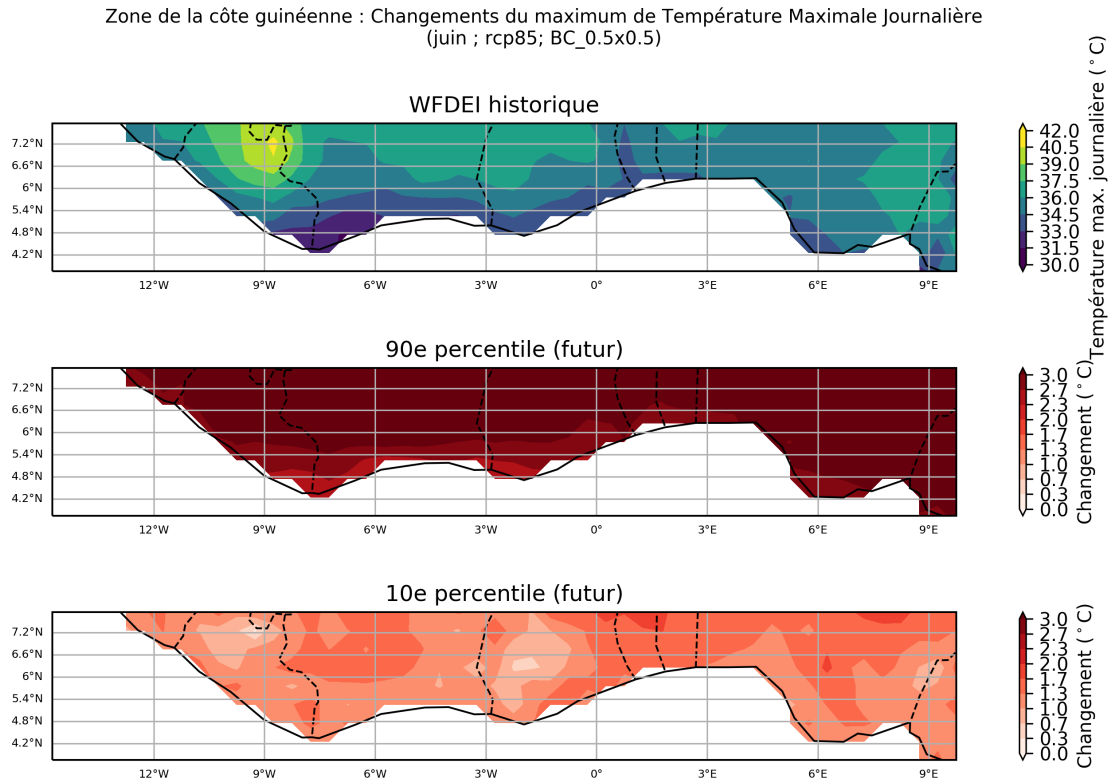 Zone de la côte guinéenne : Changements du maximum de Température Maximale Journalière
(juin ; rcp85; BC_0.5x0.5)
WFDEI historique
7.2°N
6.6°N
6°N
5.4°N
4.8°N
4.2°N
12°W
9°W
6°W
3°W
0°
3°E
6°E
9°E
42.0
40.5
39.0
37.5
36.0
34.5
33.0
31.5
30.0
Température max. journalière (°C)
90e percentile (futur)
7.2°N
6.6°N
6°N
5.4°N
4.8°N
4.2°N
12°W
9°W
6°W
3°W
0°
3°E
6°E
9°E
3.0
2.7
2.3
2.0
1.7
1.3
1.0
0.7
0.3
0.0
Changement (°C)
10e percentile (futur)
7.2°N
6.6°N
6°N
5.4°N
4.8°N
4.2°N
12°W
9°W
6°W
3°W
0°
3°E
6°E
9°E
3.0
2.7
2.3
2.0
1.7
1.3
1.0
0.7
0.3
0.0
Changement (°C)